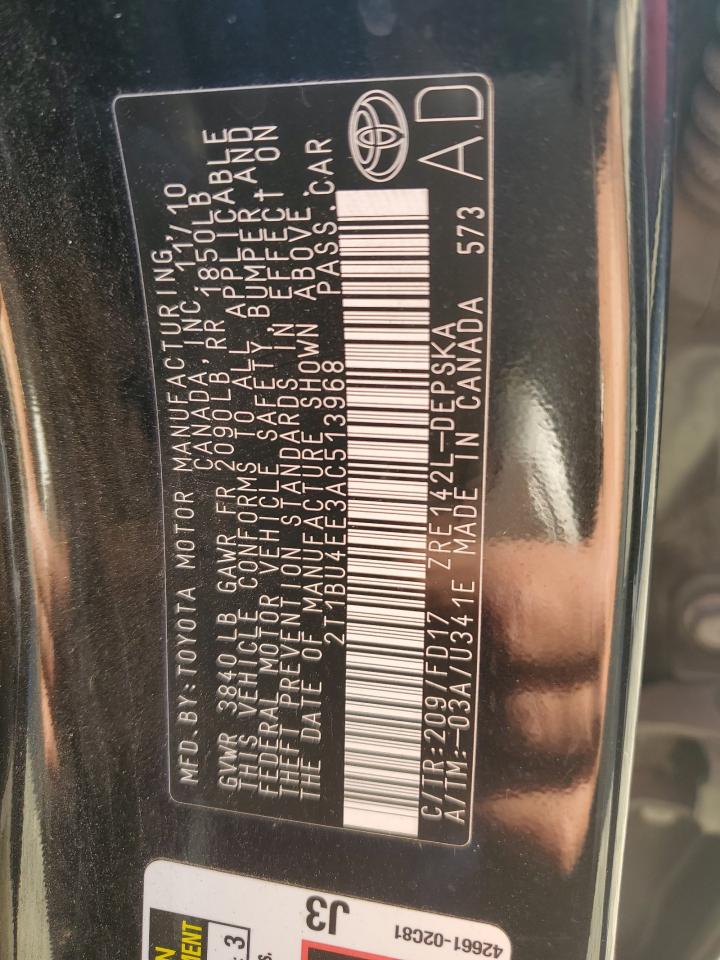 MFD. BY: TOYOTA MOTOR MANUFACTURING,
CANADA, INC. 11/10
GVWR 3840 LB GAWR FR 2090LB, RR 1850LB
THIS VEHICLE CONFORMS TO ALL APPLICABLE
FEDERAL MOTOR VEHICLE SAFETY, BUMPER, AND
THEFT PREVENTION STANDARDS IN EFFECT ON
THE DATE OF MANUFACTURE SHOWN ABOVE.
2T1BU4EE3AC513968 PASS.CAR
C/TR:209/FD17 ZRE142L-DEPSKA
A/TM:-03A/U341E MADE IN CANADA 573
AD
J3
42661-02C81
3